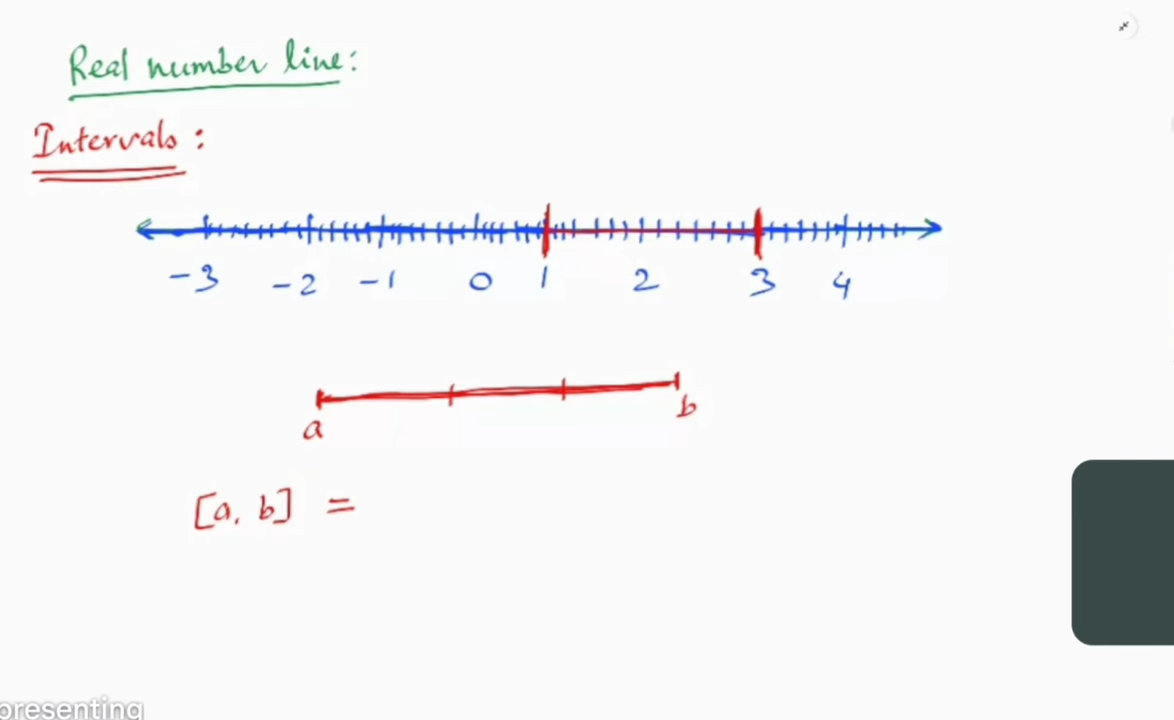 Real number line:
Intervals:
-3 -2 -1 0 1 2 3 4
a b
[a, b] =
presenting